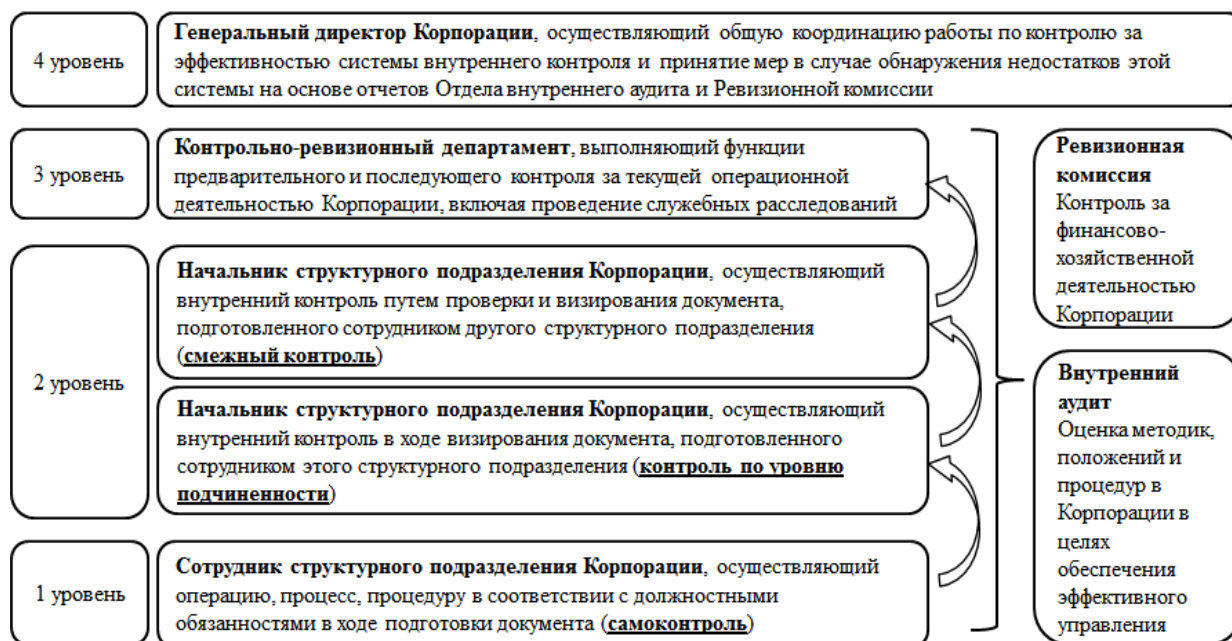 4 уровень
Генеральный директор Корпорации, осуществляющий общую координацию работы по контролю за
эффективностью системы внутреннего контроля и принятие мер в случае обнаружения недостатков этой
системы на основе отчетов Отдела внутреннего аудита и Ревизионной комиссии
3 уровень
Контрольно-ревизионный департамент, выполняющий функции
предварительного и последующего контроля за текущей операционной
деятельностью Корпорации, включая проведение служебных расследований
2 уровень
Начальник структурного подразделения Корпорации, осуществляющий
внутренний контроль путем проверки и визирования документа,
подготовленного сотрудником другого структурного подразделения
(смежный контроль)
Начальник структурного подразделения Корпорации, осуществляющий
внутренний контроль в ходе визирования документа, подготовленного
сотрудником этого структурного подразделения (контроль по уровню
подчиненности)
1 уровень
Сотрудник структурного подразделения Корпорации, осуществляющий
операцию, процесс, процедуру в соответствии с должностными
обязанностями в ходе подготовки документа (самоконтроль)
Ревизионная
комиссия
Контроль за
финансово-
хозяйственной
деятельностью
Корпорации
Внутренний
аудит
Оценка методик,
положений и
процедур в
Корпорации в
целях
обеспечения
эффективного
управления